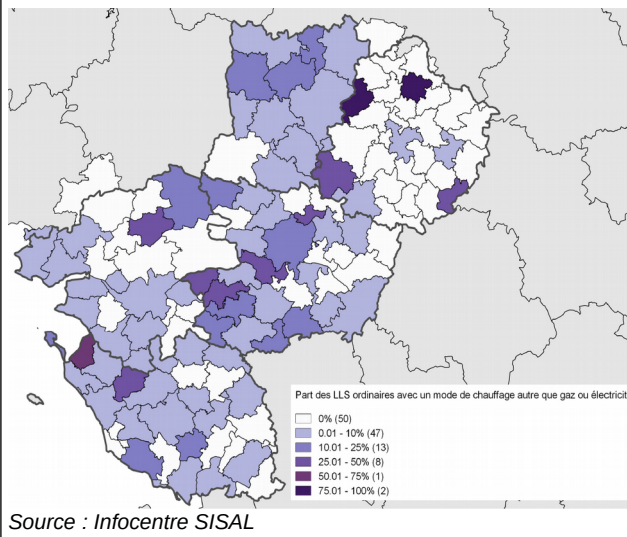 Part des LLS ordinaires avec un mode de chauffage autre que gaz ou électricit
0% (50)
0.01 - 10% (47)
10.01 - 25% (13)
25.01 - 50% (8)
50.01 - 75% (1)
75.01 - 100% (2)
Source : Infocentre SISAL